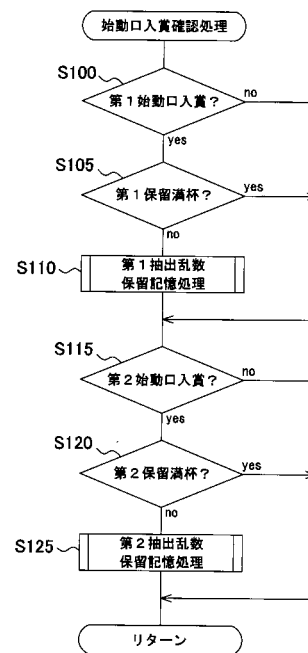 始動口入賞確認処理
S100
第１始動口入賞？
no
yes
S105
第１保留満杯？
yes
no
S110
第１抽出乱数
保留記憶処理
S115
第２始動口入賞？
no
yes
S120
第２保留満杯？
yes
no
S125
第２抽出乱数
保留記憶処理
リターン